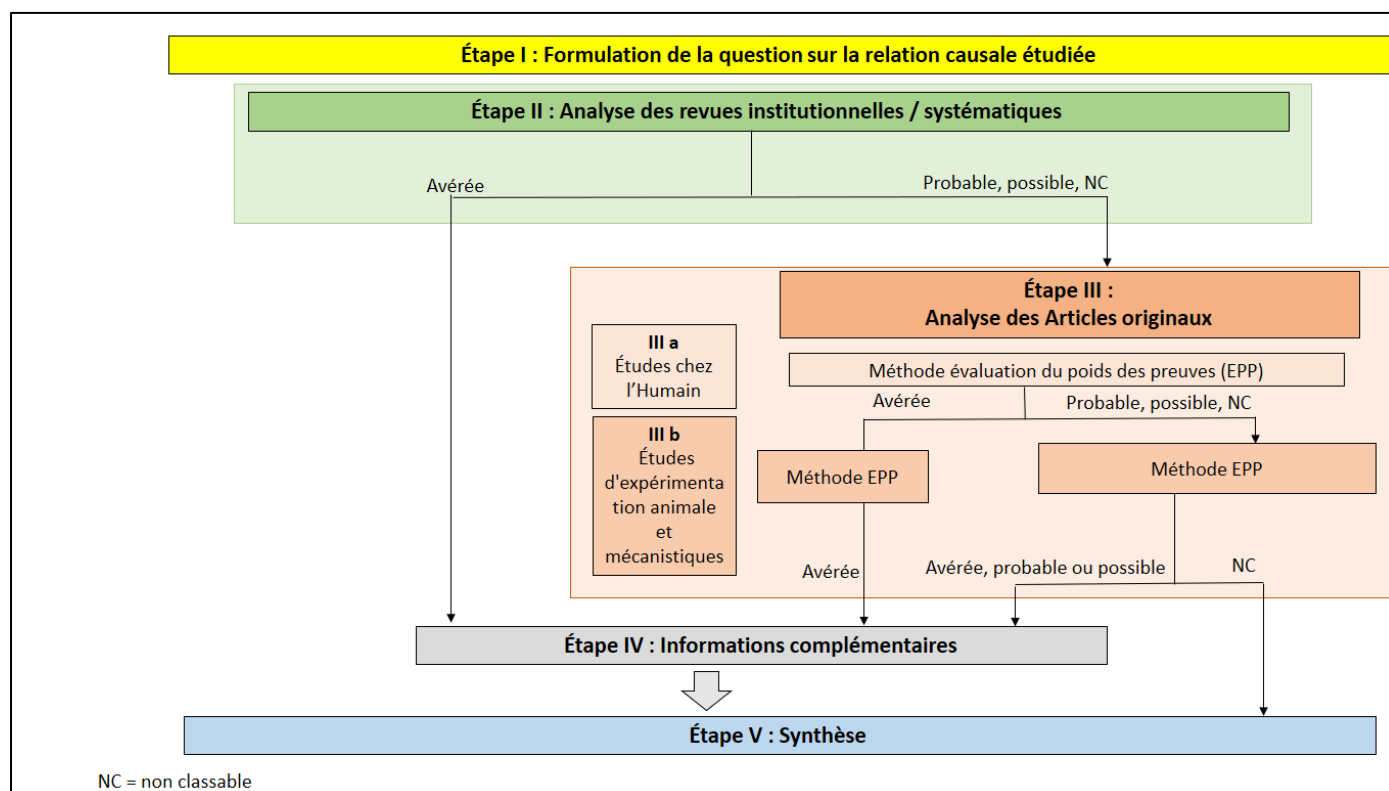 Étape I : Formulation de la question sur la relation causale étudiée
Étape II : Analyse des revues institutionnelles / systématiques
Avérée
Probable, possible, NC
Étape III :
Analyse des Articles originaux
III a
Études chez
l’Humain
Méthode évaluation du poids des preuves (EPP)
Avérée
Probable, possible, NC
III b
Études
d'expérimenta
tion animale
et
mécanistiques
Méthode EPP
Méthode EPP
Avérée
Avérée, probable ou possible
NC
Étape IV : Informations complémentaires
Étape V : Synthèse
NC = non classable